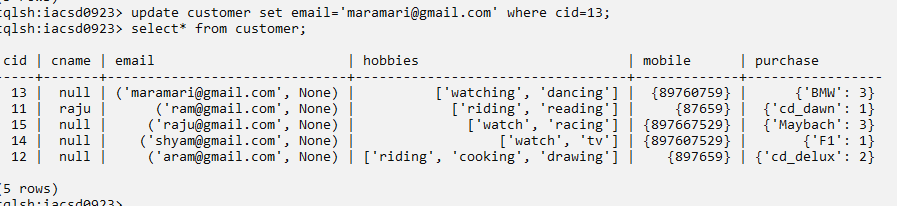 tqlsh:iacsd0923> update customer set email='maramari@gmail.com' where cid=13;
tqlsh:iacsd0923> select* from customer;
cid | cname | email | hobbies | mobile | purchase
-----+-------+----------------------------+----------------------------------+-------------+-----------------
13 | null | ('maramari@gmail.com', None) | ['watching', 'dancing'] | {89760759} | {'BMW': 3}
11 | raju | ('ram@gmail.com', None) | ['riding', 'reading'] | {87659} | {'cd_dawn': 1}
15 | null | ('raju@gmail.com', None) | ['watch', 'racing'] | {897667529} | {'Maybach': 3}
14 | null | ('shyam@gmail.com', None) | ['watch', 'tv'] | {897607529} | {'F1': 1}
12 | null | ('aram@gmail.com', None) | ['riding', 'cooking', 'drawing'] | {897659} | {'cd_delux': 2}
(5 rows)